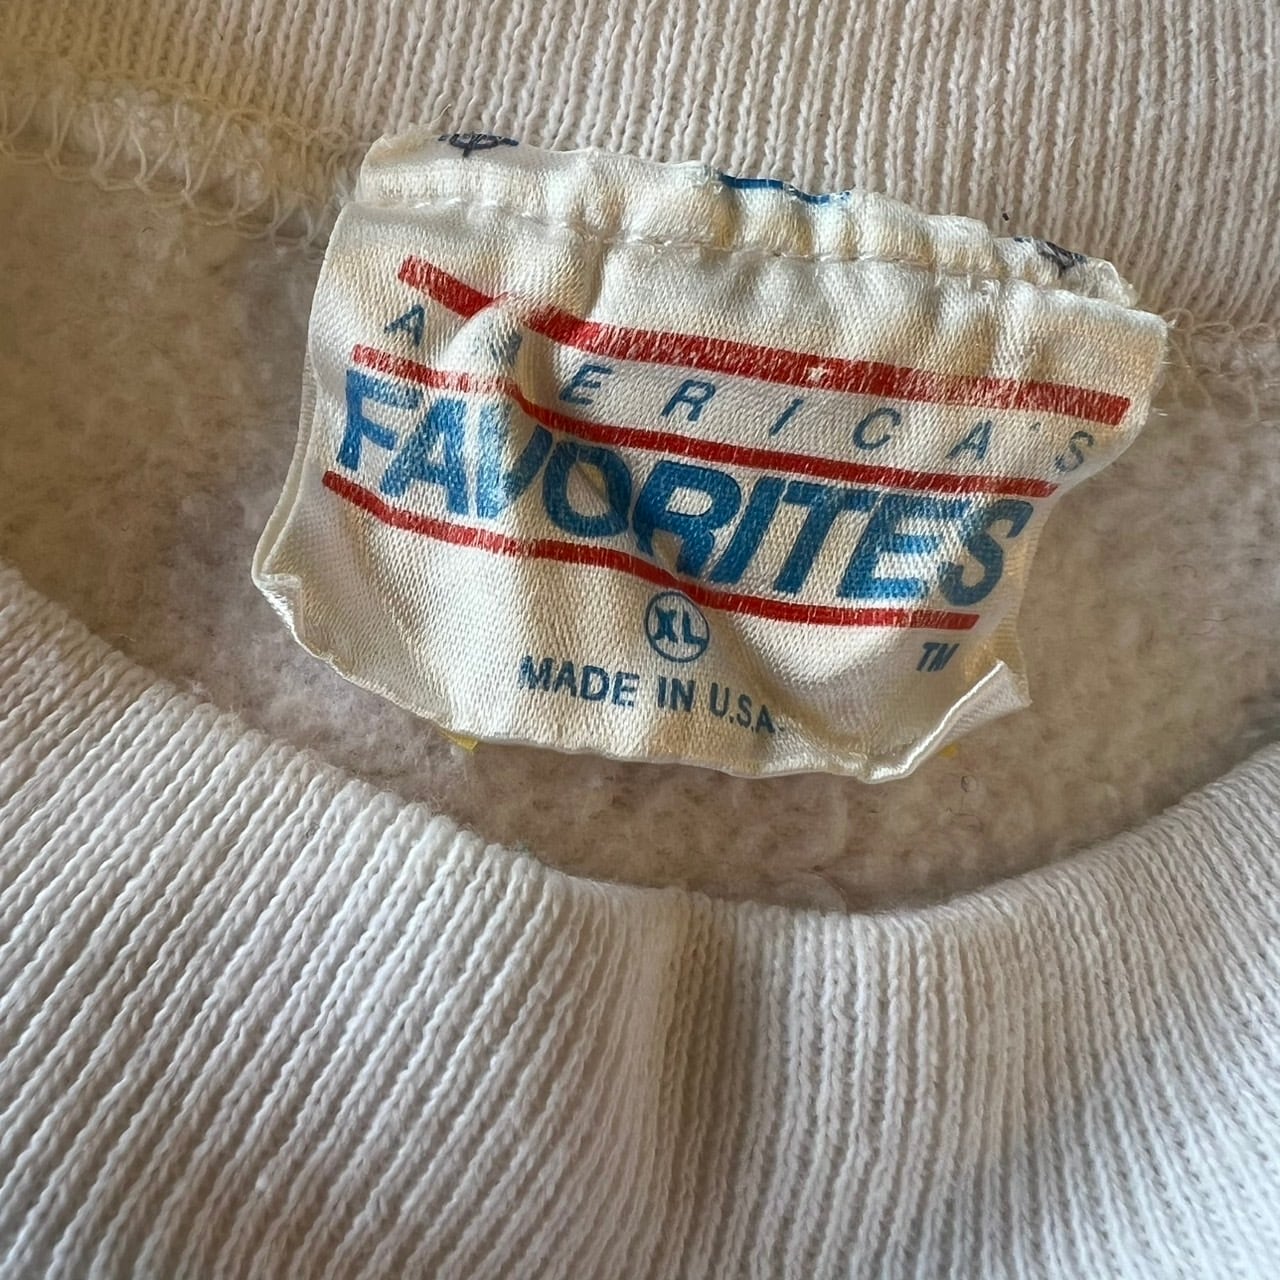 AMERICA'S
FAVORITES
TM
XL
MADE IN U.S.A.